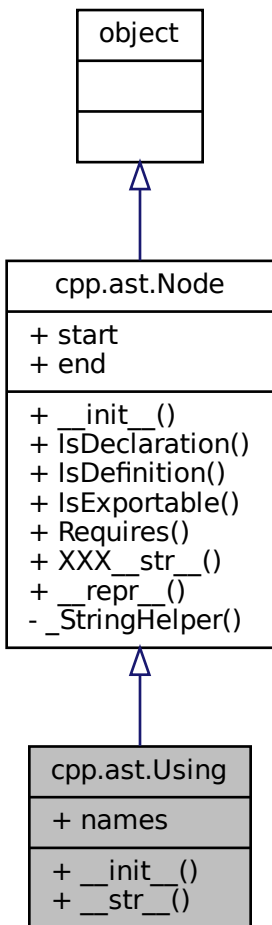 object
cpp.ast.Node
+ start
+ end
+ __init__()
+ IsDeclaration()
+ IsDefinition()
+ IsExportable()
+ Requires()
+ XXX__str__()
+ __repr__()
- _StringHelper()
cpp.ast.Using
+ names
+ __init__()
+ __str__()